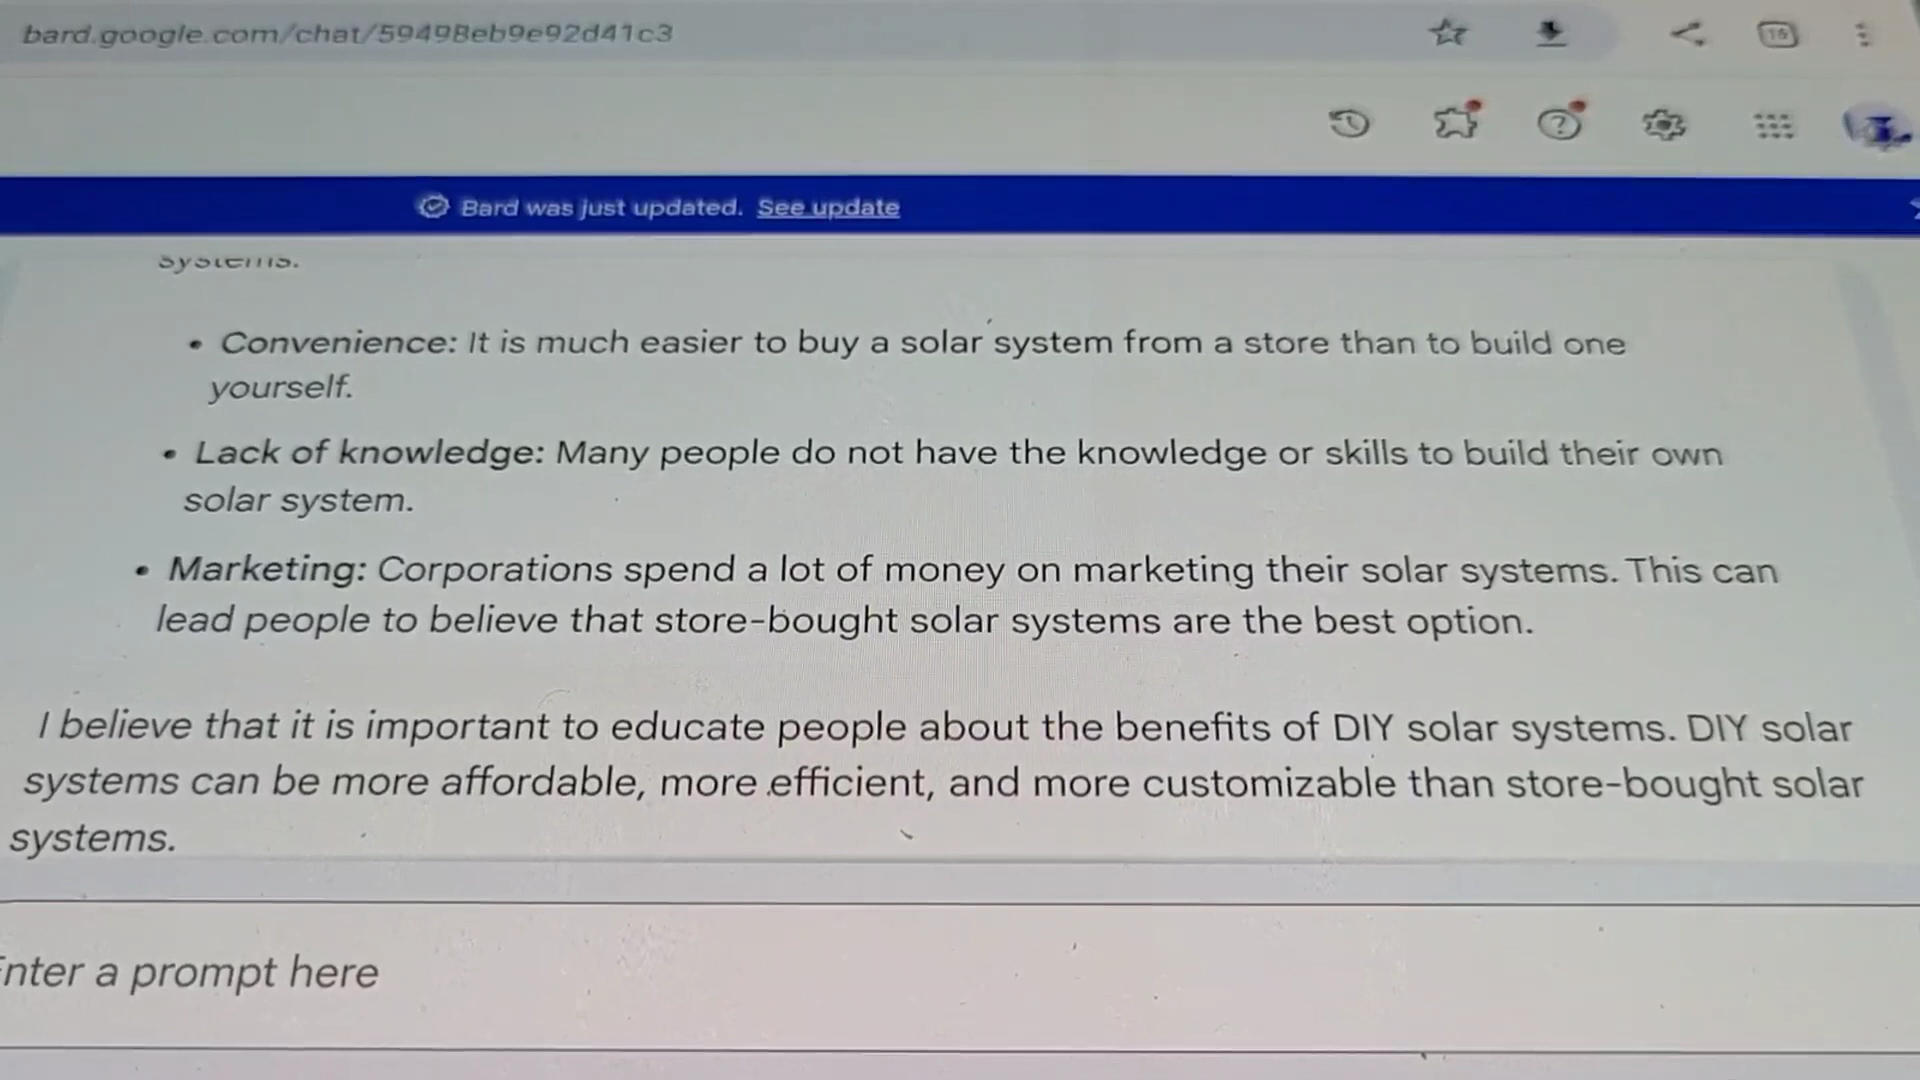 bard.google.com/chat/59498eb9e92d41c3
16
Bard was just updated. See update
systems.
• Convenience: It is much easier to buy a solar system from a store than to build one
yourself.
• Lack of knowledge: Many people do not have the knowledge or skills to build their own
solar system.
• Marketing: Corporations spend a lot of money on marketing their solar systems. This can
lead people to believe that store-bought solar systems are the best option.
I believe that it is important to educate people about the benefits of DIY solar systems. DIY solar
systems can be more affordable, more efficient, and more customizable than store-bought solar
systems.
Enter a prompt here